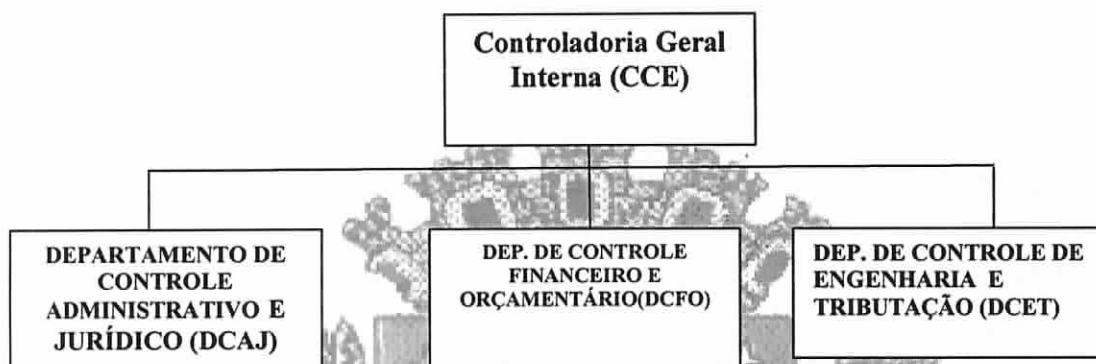 Controladoria Geral
Interna (CCE)
DEPARTAMENTO DE
CONTROLE
ADMINISTRATIVO E
JURÍDICO (DCAJ)
DEP. DE CONTROLE
FINANCEIRO E
ORÇAMENTÁRIO(DCFO)
DEP. DE CONTROLE DE
ENGENHARIA E
TRIBUTAÇÃO (DCET)